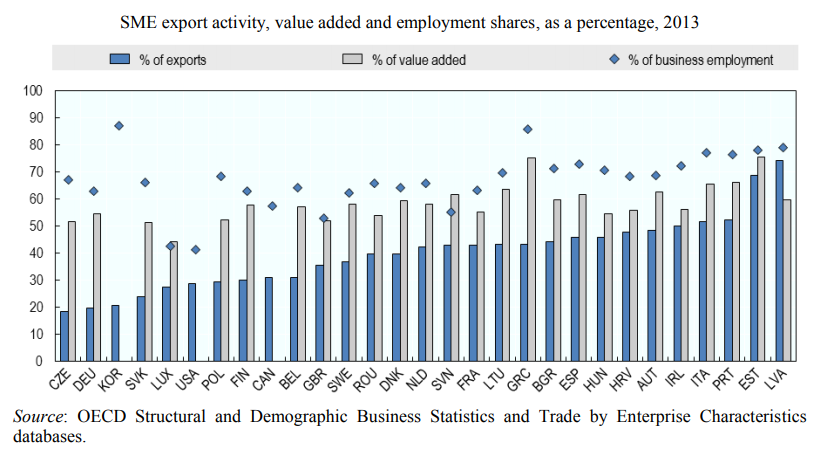 SME export activity, value added and employment shares, as a percentage, 2013
% of exports % of value added % of business employment
100
90
80
70
60
50
40
30
20
10
0
CZE DEU KOR SVK LUX USA POL FIN CAN BEL GBR SWE ROU DNK NLD SVN FRA LTU GRC BGR ESP HUN HRV AUT IRL ITA PRT EST LVA
Source: OECD Structural and Demographic Business Statistics and Trade by Enterprise Characteristics
databases.